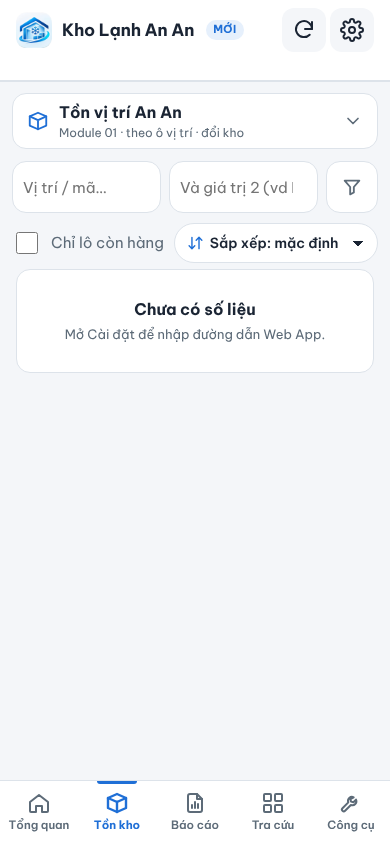 Kho Lạnh An An MỚI
Tồn vị trí An An
Module 01 · theo ô vị trí · đổi kho
Vị trí / mã...
Và giá trị 2 (vd
Chỉ lô còn hàng
Sắp xếp: mặc định
Chưa có số liệu
Mở Cài đặt để nhập đường dẫn Web App.
Tổng quan
Tồn kho
Báo cáo
Tra cứu
Công cụ